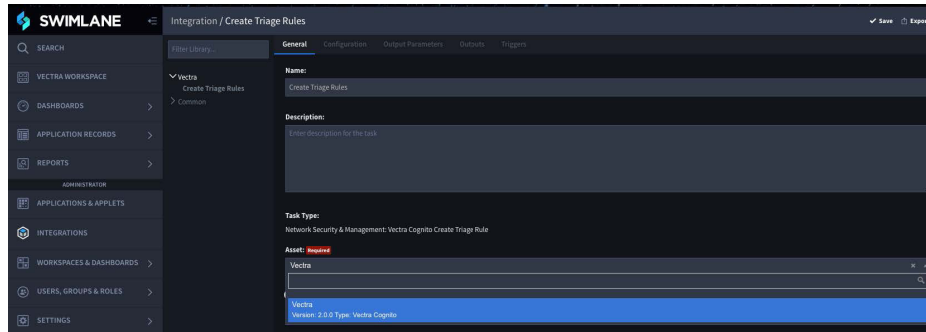 SWIMLANE
Integration / Create Triage Rules
Save
Export
SEARCH
VECTRA WORKSPACE
DASHBOARDS
APPLICATION RECORDS
REPORTS
ADMINISTRATOR
APPLICATIONS & APPLETS
INTEGRATIONS
WORKSPACES & DASHBOARDS
USERS, GROUPS & ROLES
SETTINGS
Filter Library...
Vectra
Create Triage Rules
Common
General Configuration Output Parameters Outputs Triggers
Name:
Create Triage Rules
Description:
Enter description for the task
Task Type:
Network Security & Management: Vectra Cognito Create Triage Rule
Asset: Required
Vectra
Vectra
Version: 2.0.0 Type: Vectra Cognito